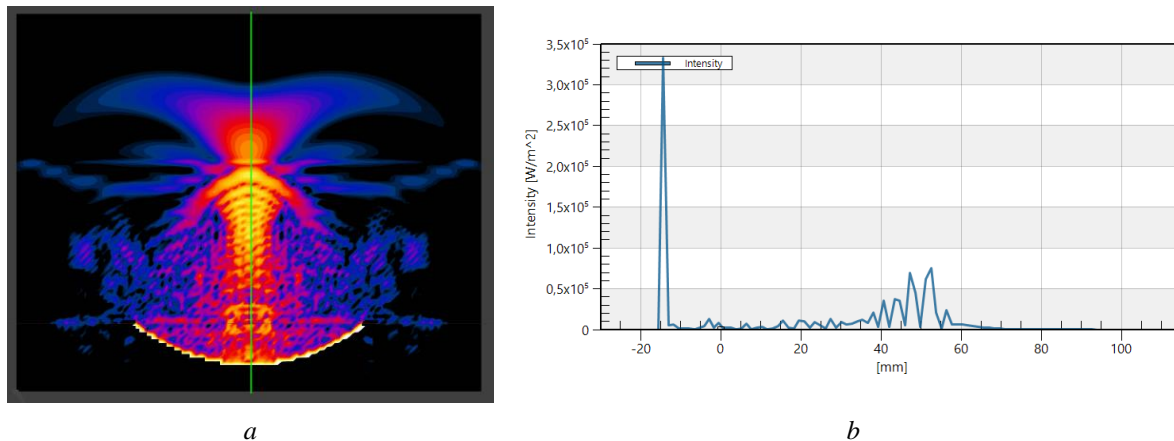 3,5x10⁵
3,0x10⁵
2,5x10⁵
2,0x10⁵
1,5x10⁵
1,0x10⁵
0,5x10⁵
0
Intensity [W/m^2]
Intensity
-20 0 20 40 60 80 100
[mm]
a b